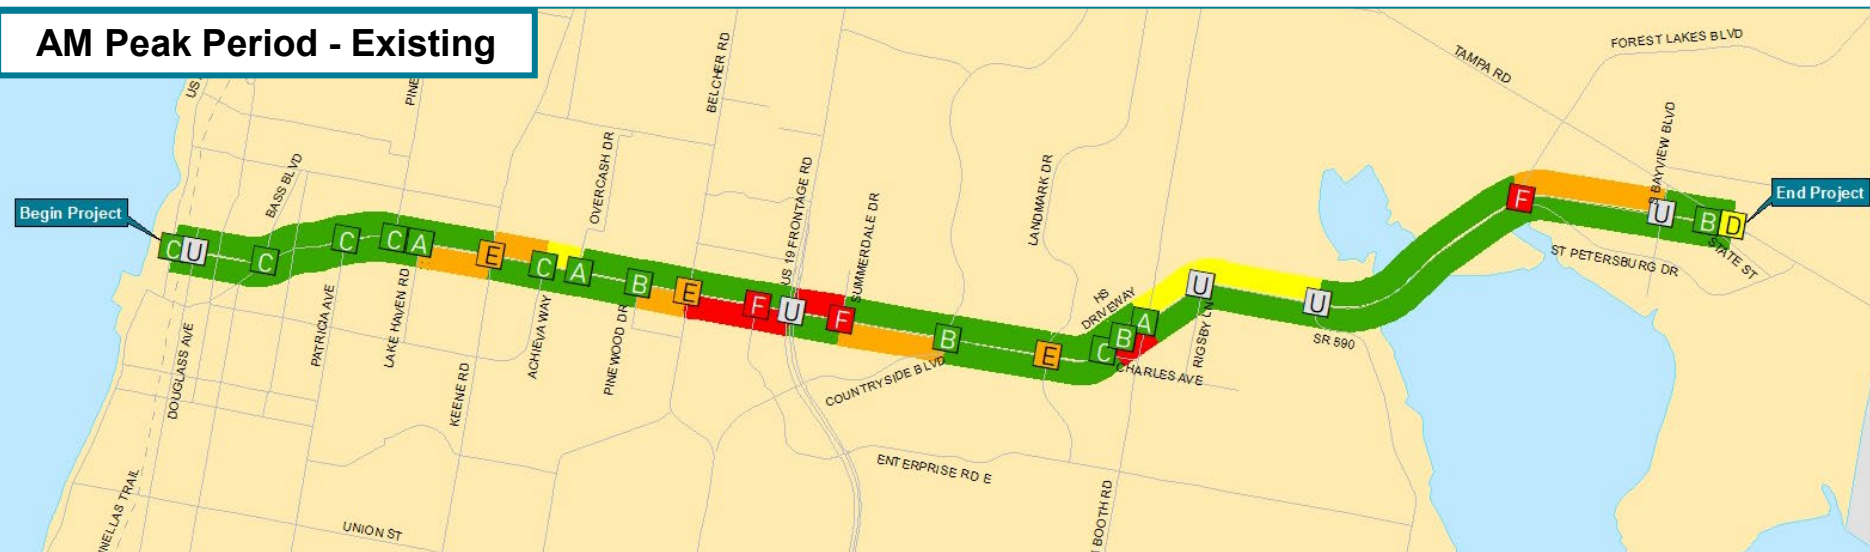 AM Peak Period - Existing
US
PINE
BELCHER RD
TAMPA RD
FOREST LAKES BLVD
BASS BLVD
OVERCASH DR
US 19 FRONTAGE RD
SUMMERDALE DR
LANDMARK DR
BAYVIEW BLVD
Begin Project
End Project
C
U
C
C
C
A
E
C
A
B
E
F
U
F
B
E
C
B
A
U
U
F
U
B
D
HS
DRIVEWAY
STATE ST
ST PETERSBURG DR
SR 590
RIGSBY LN
CHARLES AVE
COUNTRYSIDE BLVD
DOUGLASS AVE
PATRICIA AVE
LAKE HAVEN RD
KEENE RD
ACHIEVA WAY
PINEWOOD DR
ENTERPRISE RD E
BOOTH RD
UNION ST
NELLAS TRAIL